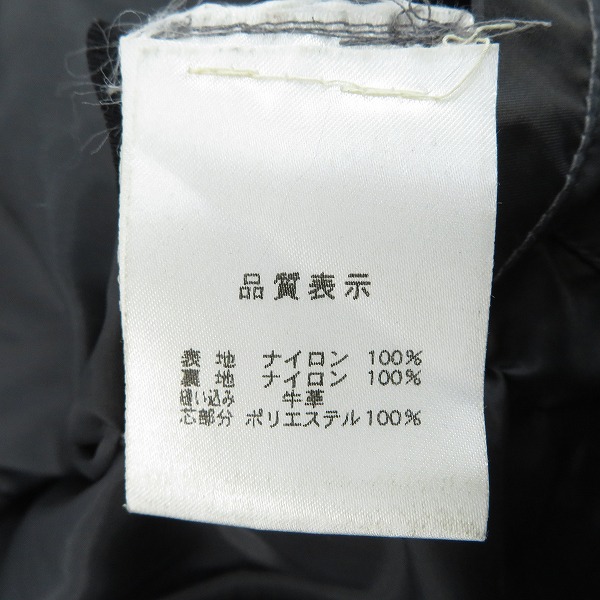 品質表示
表地 ナイロン 100%
裏地 ナイロン 100%
縫い込み 牛革
芯部分 ポリエステル100%